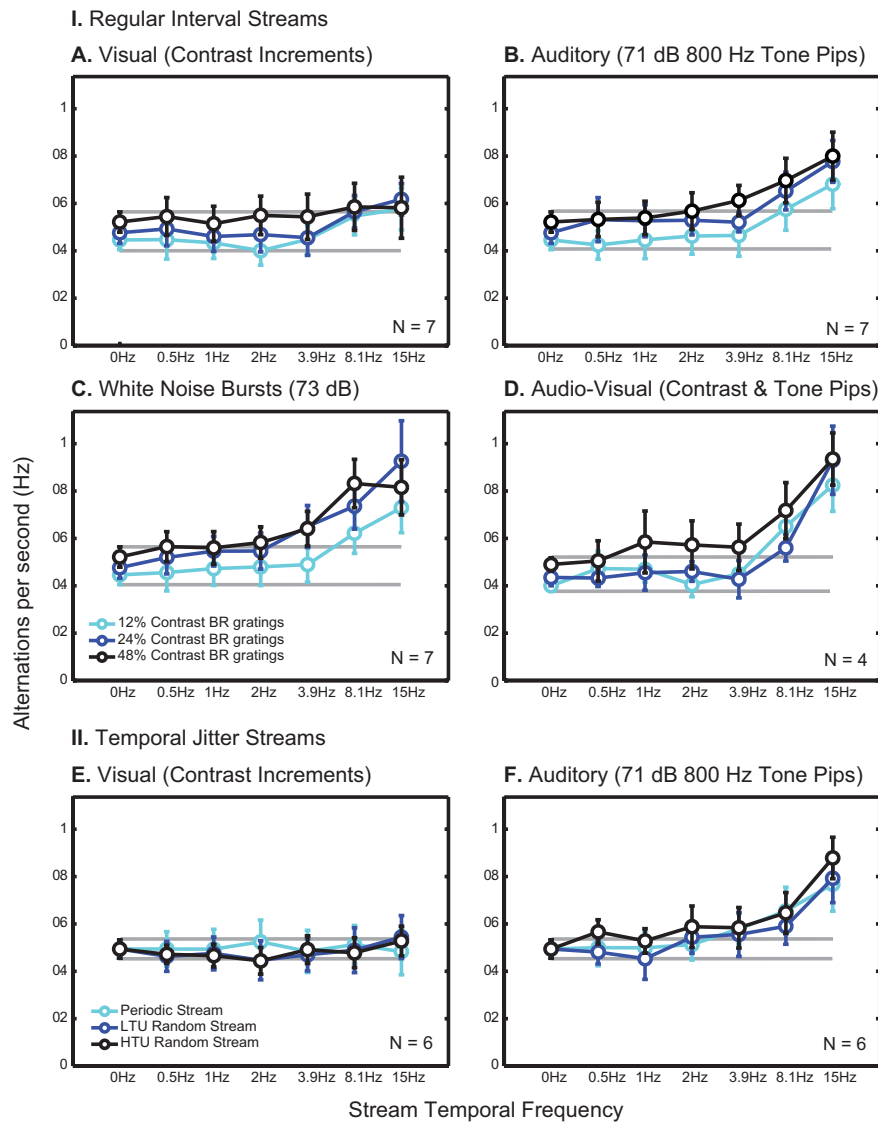 I. Regular Interval Streams
A. Visual (Contrast Increments)
1
08
06
04
02
0
0Hz 0.5Hz 1Hz 2Hz 3.9Hz 8.1Hz 15Hz
N = 7
B. Auditory (71 dB 800 Hz Tone Pips)
1
08
06
04
02
0
0Hz 0.5Hz 1Hz 2Hz 3.9Hz 8.1Hz 15Hz
N = 7
C. White Noise Bursts (73 dB)
1
08
06
04
02
0
12% Contrast BR gratings
24% Contrast BR gratings
48% Contrast BR gratings
N = 7
0Hz 0.5Hz 1Hz 2Hz 3.9Hz 8.1Hz 15Hz
D. Audio-Visual (Contrast & Tone Pips)
1
08
06
04
02
0
N = 4
0Hz 0.5Hz 1Hz 2Hz 3.9Hz 8.1Hz 15Hz
Alternations per second (Hz)
II. Temporal Jitter Streams
E. Visual (Contrast Increments)
1
08
06
04
02
0
Periodic Stream
LTU Random Stream
HTU Random Stream
N = 6
0Hz 0.5Hz 1Hz 2Hz 3.9Hz 8.1Hz 15Hz
F. Auditory (71 dB 800 Hz Tone Pips)
1
08
06
04
02
0
N = 6
0Hz 0.5Hz 1Hz 2Hz 3.9Hz 8.1Hz 15Hz
Stream Temporal Frequency